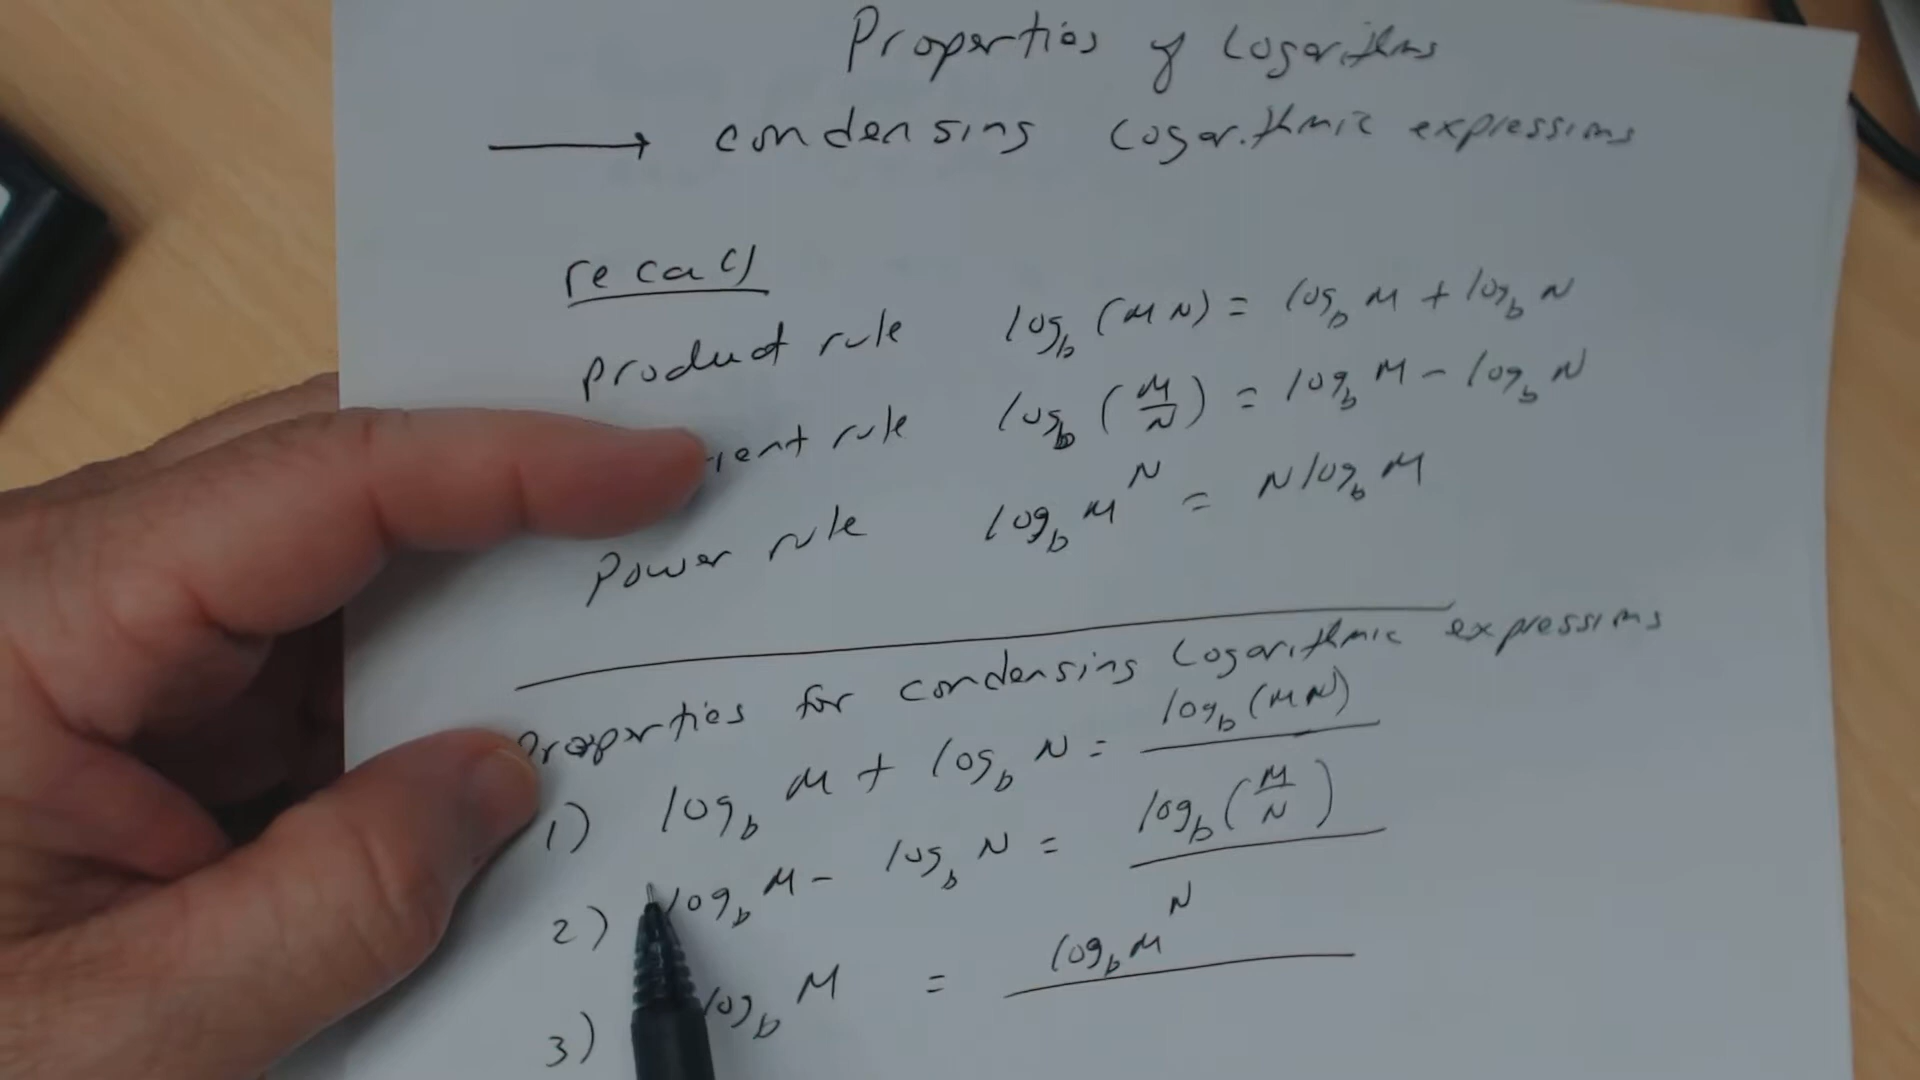 Properties of Logarithms
→ condensing Logarithmic expressions
recall
product rule log_b (MN) = log_b M + log_b N
rule log_b (M/N) = log_b M - log_b N
Power rule log_b M^N = N log_b M
Properties for condensing Logarithmic expressions
1) log_b M + log_b N = log_b (MN)
2) log_b M - log_b N = log_b (M/N)
3) log_b M = log_b M^N